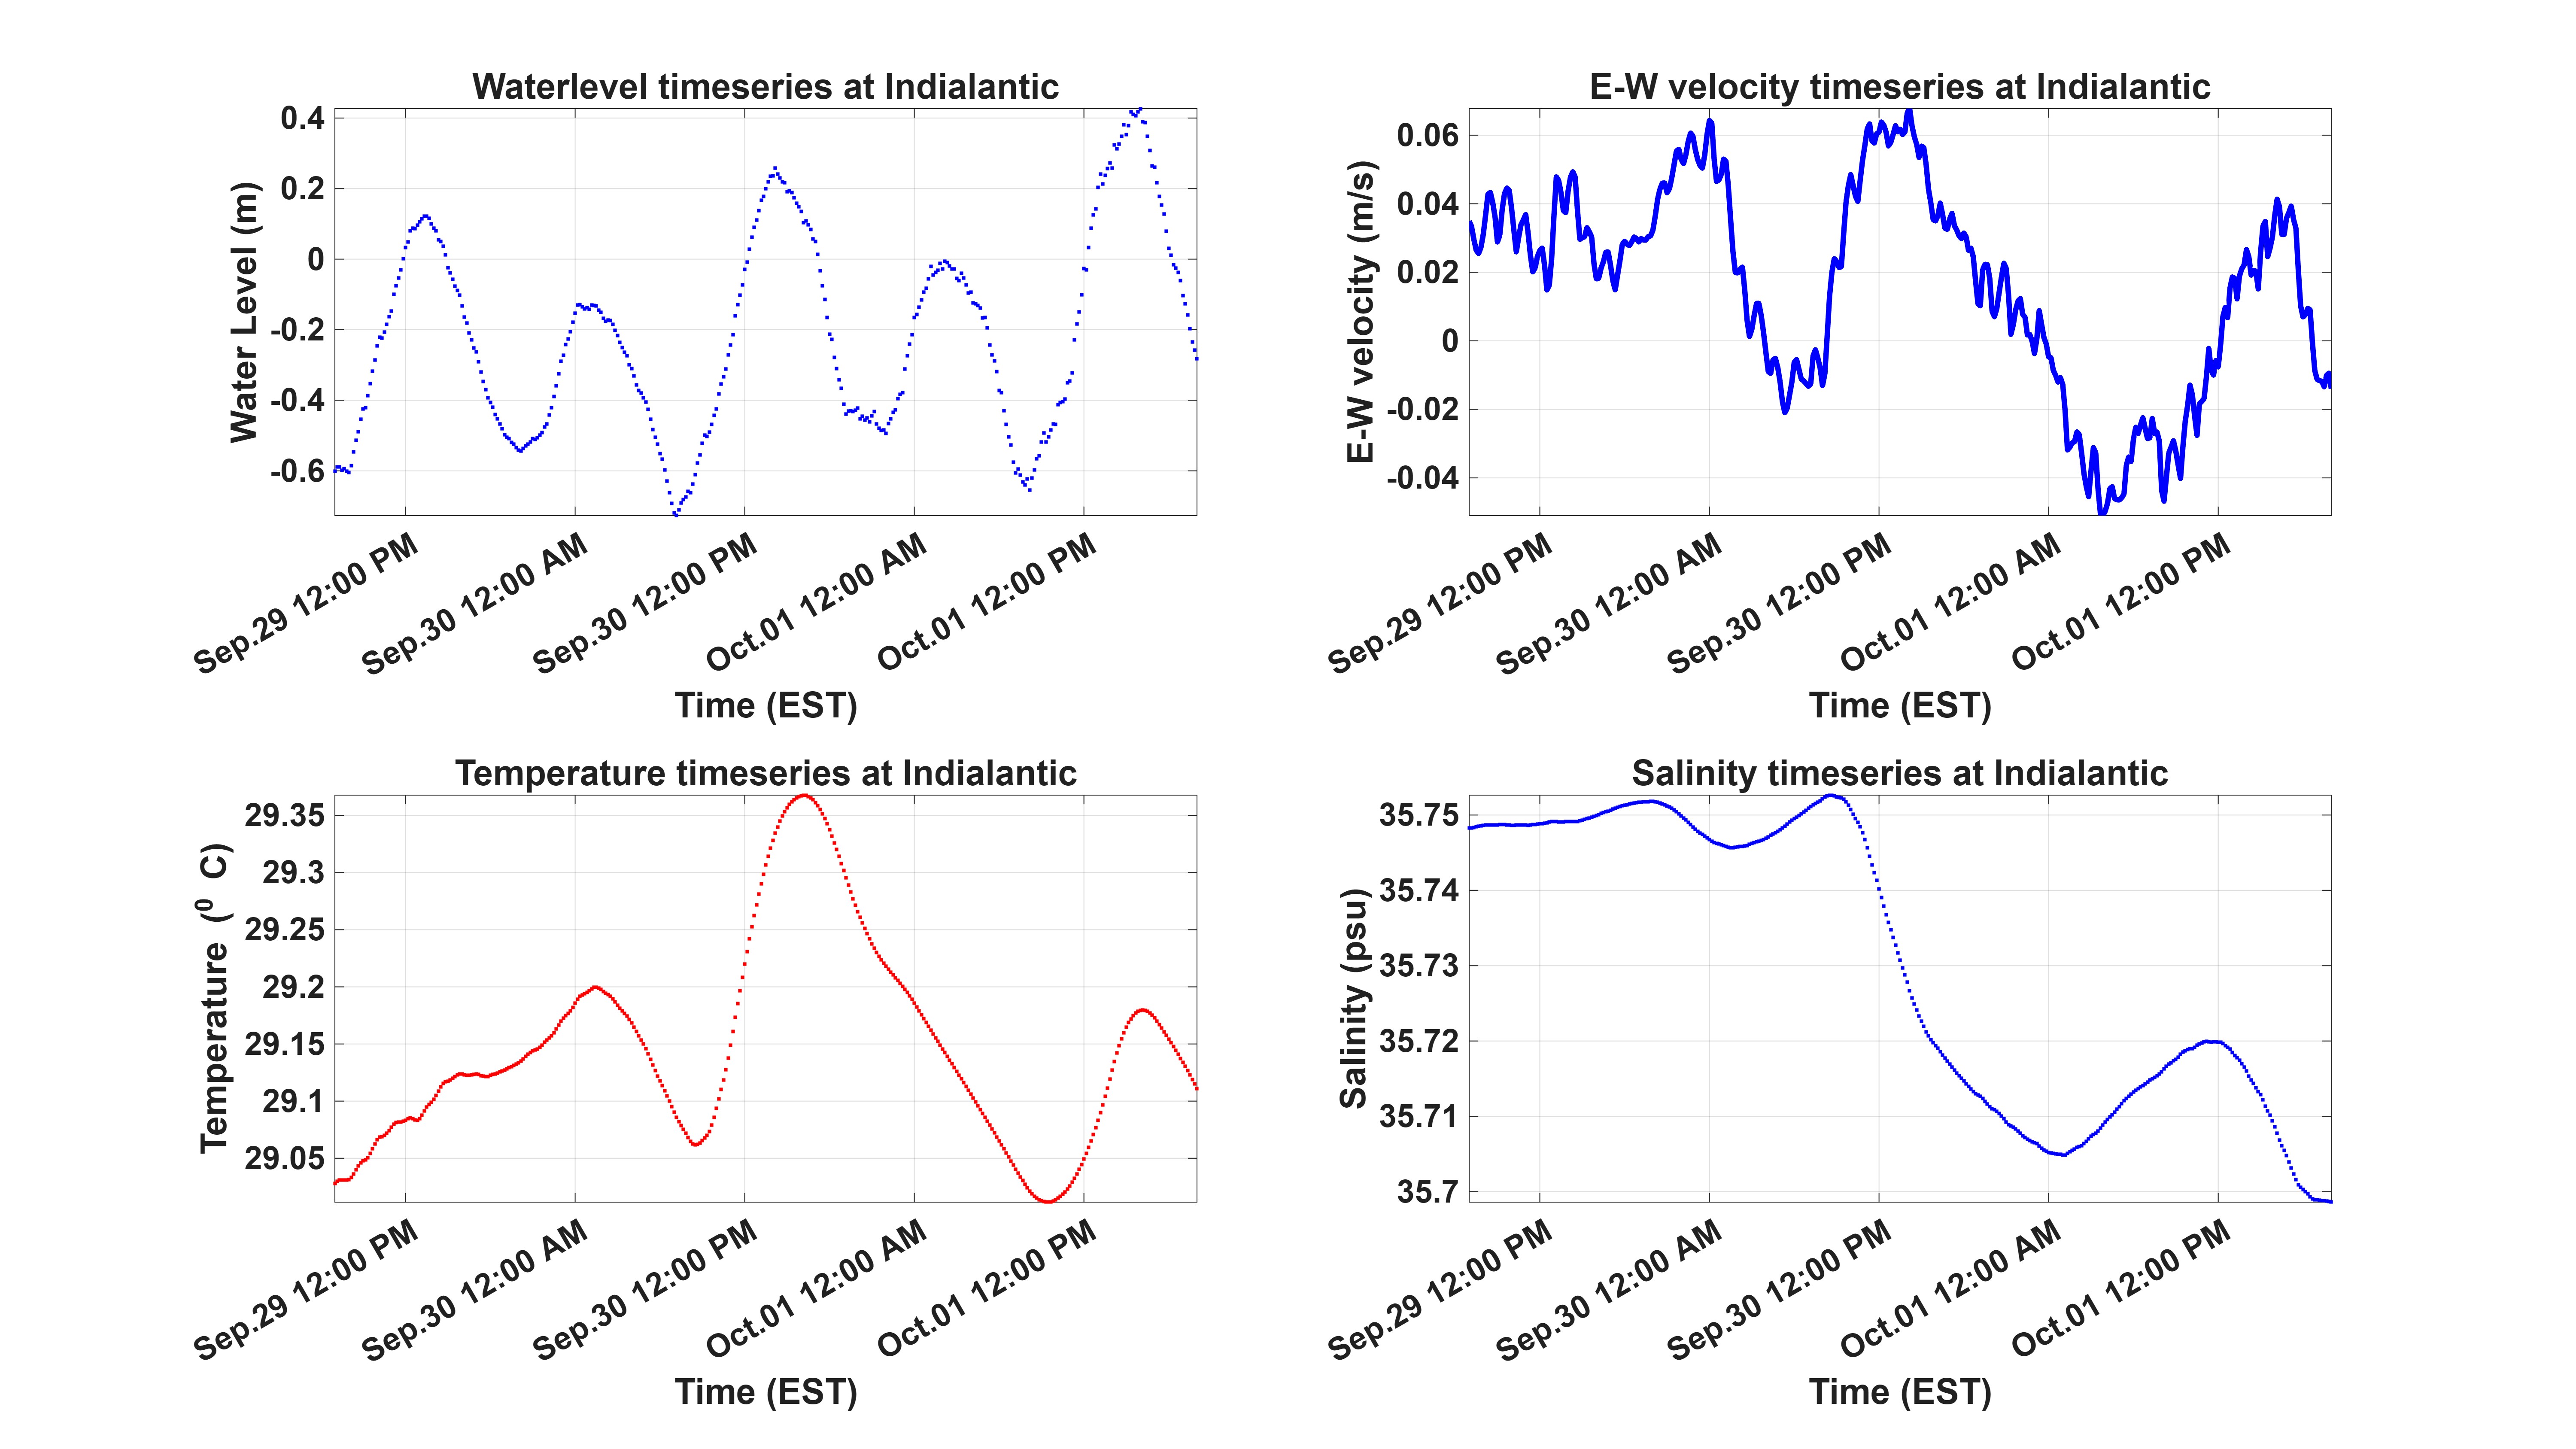 Waterlevel timeseries at Indialantic
0.4
0.2
0
-0.2
-0.4
-0.6
Water Level (m)
Sep.29 12:00 PM
Sep.30 12:00 AM
Sep.30 12:00 PM
Oct.01 12:00 AM
Oct.01 12:00 PM
Time (EST)
E-W velocity timeseries at Indialantic
0.06
0.04
0.02
0
-0.02
-0.04
E-W velocity (m/s)
Sep.29 12:00 PM
Sep.30 12:00 AM
Sep.30 12:00 PM
Oct.01 12:00 AM
Oct.01 12:00 PM
Time (EST)
Temperature timeseries at Indialantic
29.35
29.3
29.25
29.2
29.15
29.1
29.05
Temperature (⁰ C)
Sep.29 12:00 PM
Sep.30 12:00 AM
Sep.30 12:00 PM
Oct.01 12:00 AM
Oct.01 12:00 PM
Time (EST)
Salinity timeseries at Indialantic
35.75
35.74
35.73
35.72
35.71
35.7
Salinity (psu)
Sep.29 12:00 PM
Sep.30 12:00 AM
Sep.30 12:00 PM
Oct.01 12:00 AM
Oct.01 12:00 PM
Time (EST)